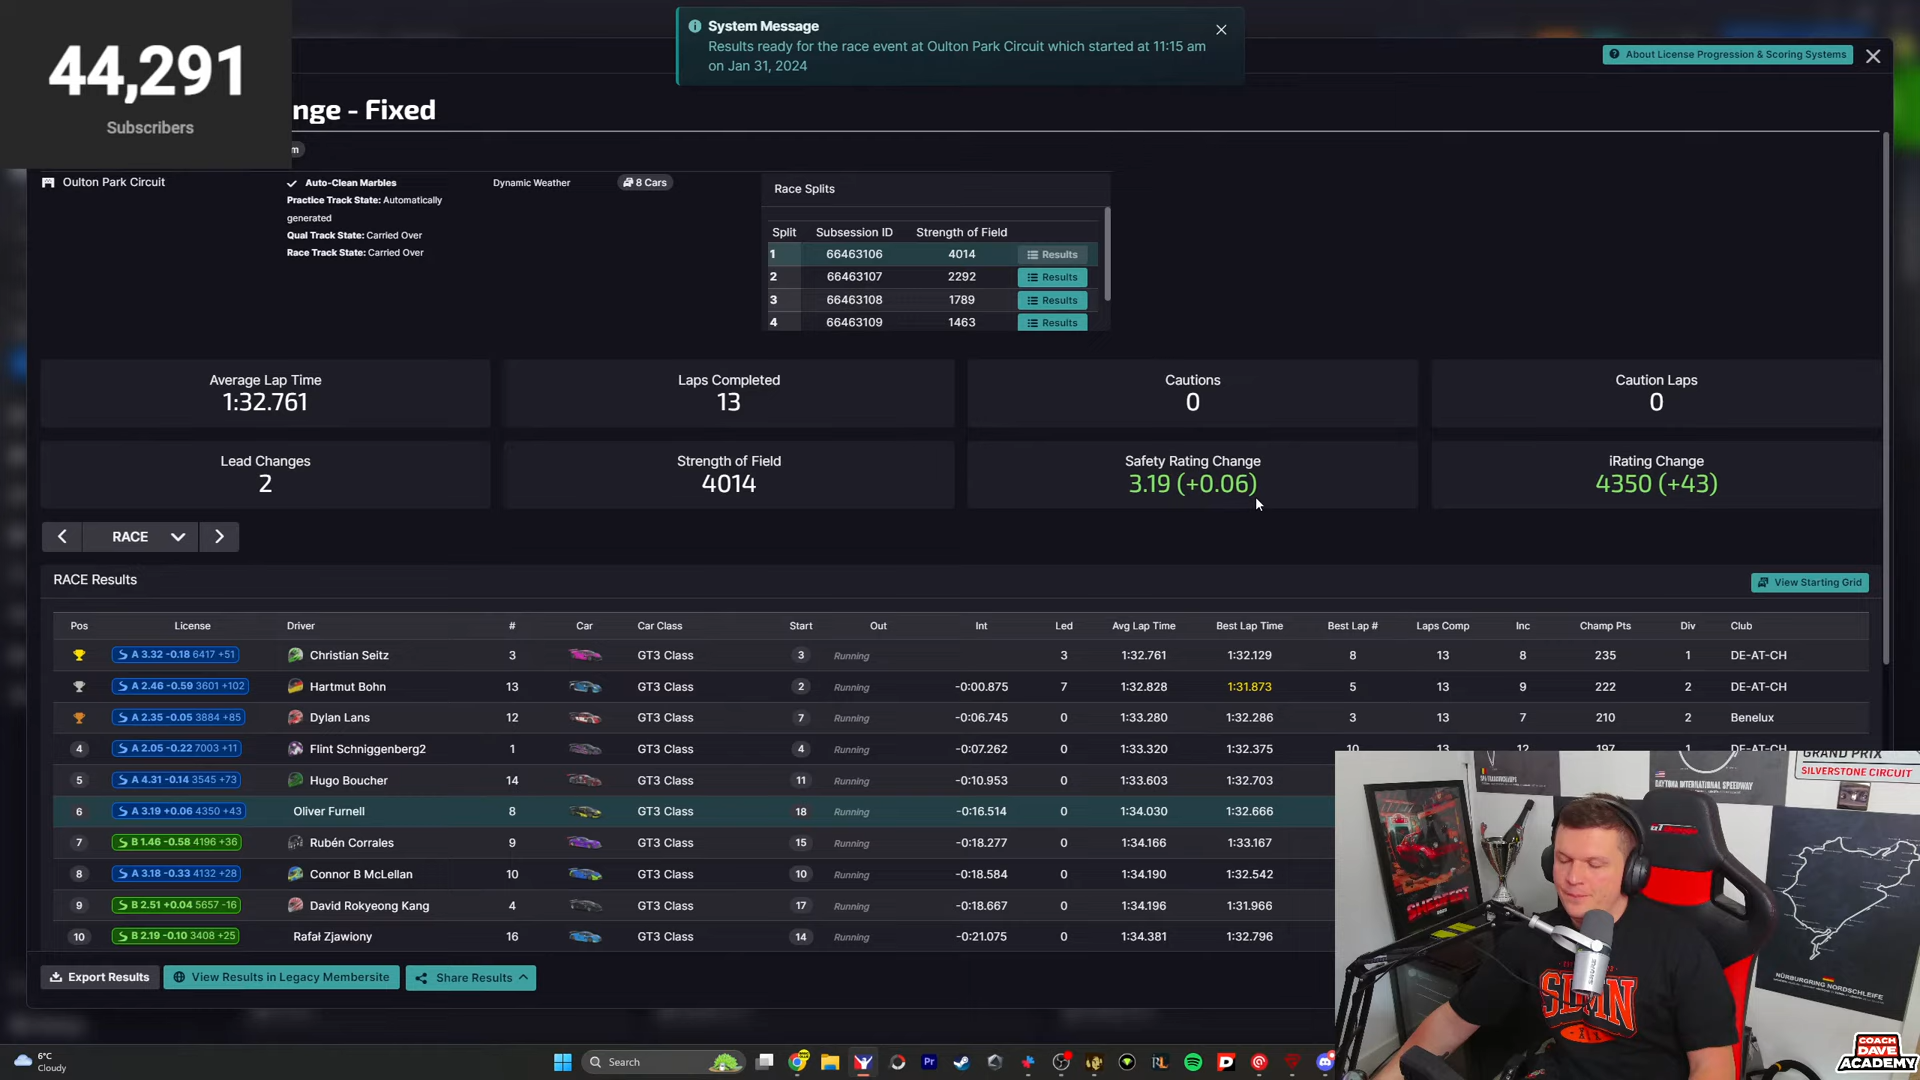 44,291
Subscribers
System Message
Results ready for the race event at Oulton Park Circuit which started at 11:15 am
on Jan 31, 2024
About License Progression & Scoring Systems
nge - Fixed
m
Oulton Park Circuit
Auto-Clean Marbles
Practice Track State: Automatically
generated
Qual Track State: Carried Over
Race Track State: Carried Over
Dynamic Weather
8 Cars
Race Splits
Split Subsession ID Strength of Field
1 66463106 4014 Results
2 66463107 2292 Results
3 66463108 1789 Results
4 66463109 1463 Results
Average Lap Time
1:32.761
Laps Completed
13
Cautions
0
Caution Laps
0
Lead Changes
2
Strength of Field
4014
Safety Rating Change
3.19 (+0.06)
iRating Change
4350 (+43)
RACE
RACE Results
View Starting Grid
Pos License Driver # Car Car Class Start Out Int Led Avg Lap Time Best Lap Time Best Lap # Laps Comp Inc Champ Pts Div Club
A 3.32 -0.18 6417 +51 Christian Seitz 3 GT3 Class 3 Running 3 1:32.761 1:32.129 8 13 8 235 1 DE-AT-CH
A 2.46 -0.59 3601 +102 Hartmut Bohn 13 GT3 Class 2 Running -0:00.875 7 1:32.828 1:31.873 5 13 9 222 2 DE-AT-CH
A 2.35 -0.05 3884 +85 Dylan Lans 12 GT3 Class 7 Running -0:06.745 0 1:33.280 1:32.286 3 13 7 210 2 Benelux
4 A 2.05 -0.22 7003 +11 Flint Schniggenberg2 1 GT3 Class 4 Running -0:07.262 0 1:33.320 1:32.375 10 13 12 197 1 DE-AT-CH
5 A 4.31 -0.14 3545 +73 Hugo Boucher 14 GT3 Class 11 Running -0:10.953 0 1:33.603 1:32.703
6 A 3.19 +0.06 4350 +43 Oliver Furnell 8 GT3 Class 18 Running -0:16.514 0 1:34.030 1:32.666
7 B 1.46 -0.58 4196 +36 Rubén Corrales 9 GT3 Class 15 Running -0:18.277 0 1:34.166 1:33.167
8 A 3.18 -0.33 4132 +28 Connor B McLellan 10 GT3 Class 10 Running -0:18.584 0 1:34.190 1:32.542
9 B 2.51 +0.04 5657 -16 David Rokyeong Kang 4 GT3 Class 17 Running -0:18.667 0 1:34.196 1:31.966
10 B 2.19 -0.10 3408 +25 Rafał Zjawiony 16 GT3 Class 14 Running -0:21.075 0 1:34.381 1:32.796
Export Results
View Results in Legacy Membersite
Share Results
GRAND PRIX
SILVERSTONE CIRCUIT
DAYTONA INTERNATIONAL SPEEDWAY
NÜRBURGRING NORDSCHLEIFE
SDMN
COACH
DAVE
ACADEMY
6°C
Cloudy
Search